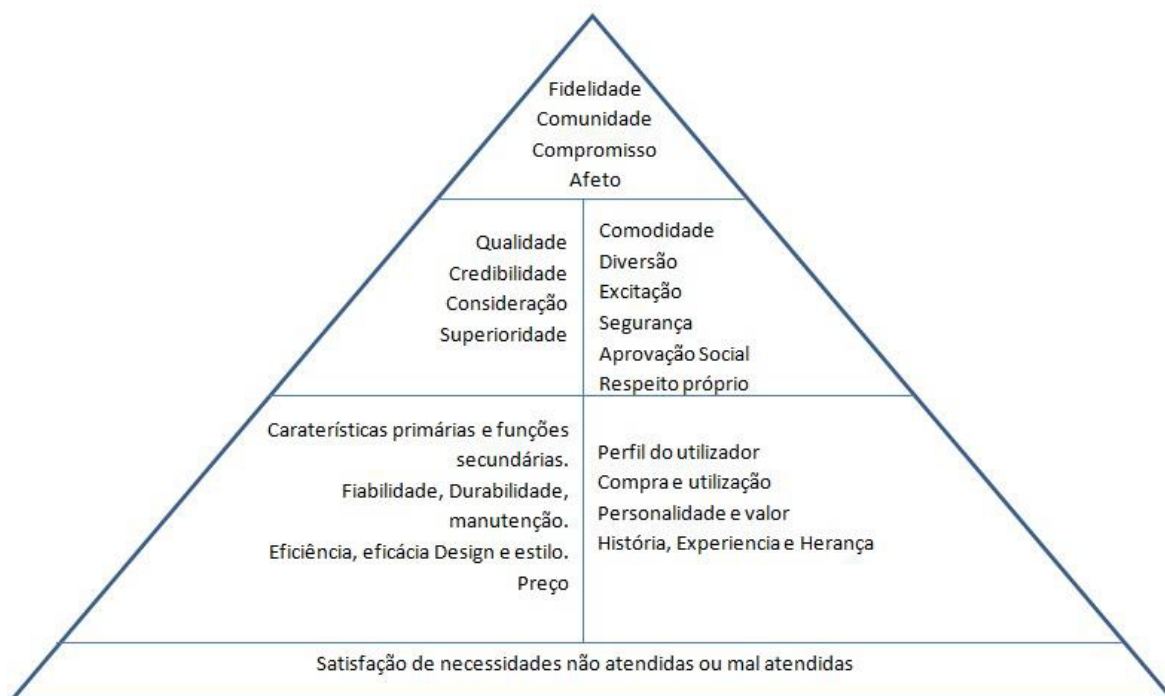 Fidelidade
Comunidade
Compromisso
Afeto
Qualidade
Credibilidade
Consideração
Superioridade
Comodidade
Diversão
Excitação
Segurança
Aprovação Social
Respeito próprio
Caraterísticas primárias e funções
secundárias.
Fiabilidade, Durabilidade,
manutenção.
Eficiência, eficácia Design e estilo.
Preço
Perfil do utilizador
Compra e utilização
Personalidade e valor
História, Experiencia e Herança
Satisfação de necessidades não atendidas ou mal atendidas